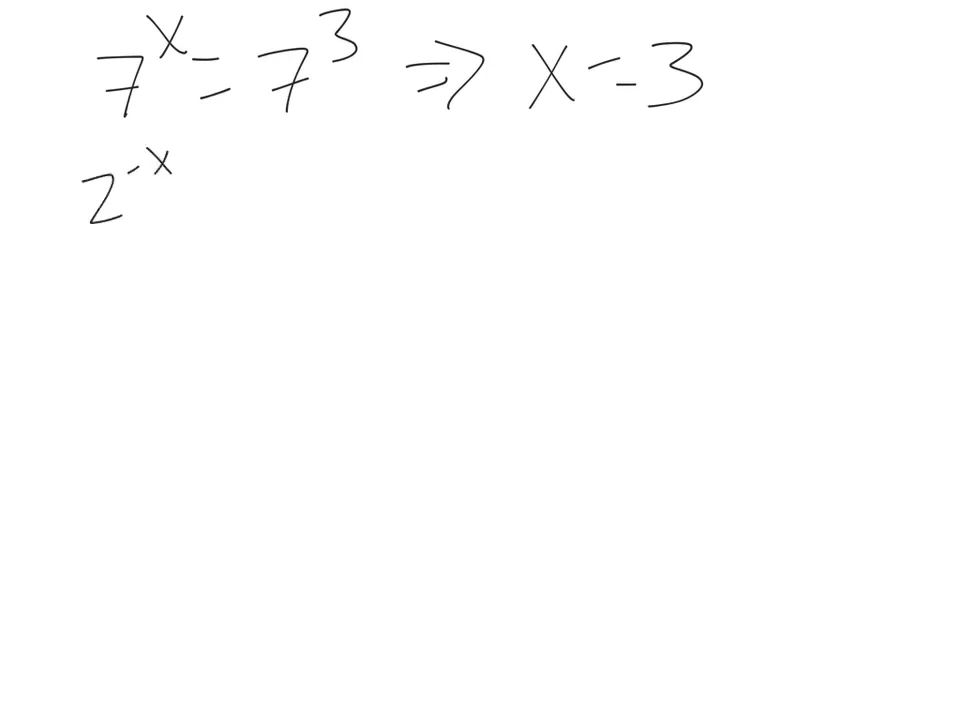 7^x = 7^3 => x = 3
2^-x